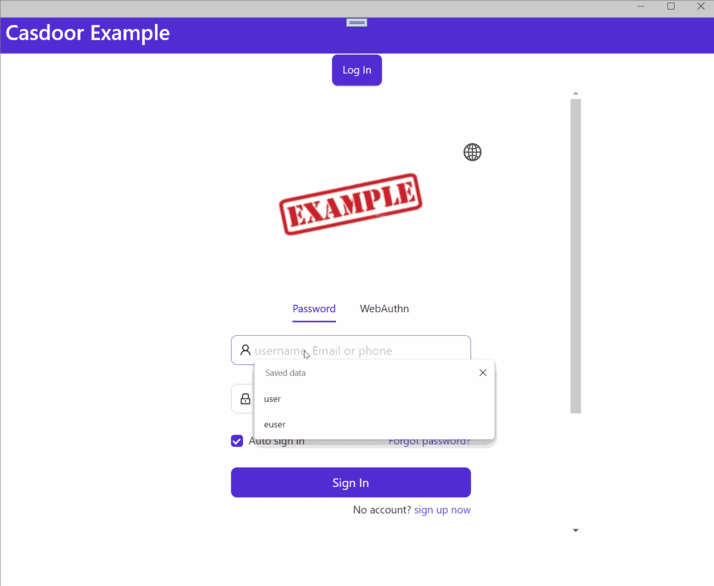 Casdoor Example
Log In
EXAMPLE
Password WebAuthn
username, Email or phone
Saved data
user
euser
Auto sign in Forgot password?
Sign In
No account? sign up now